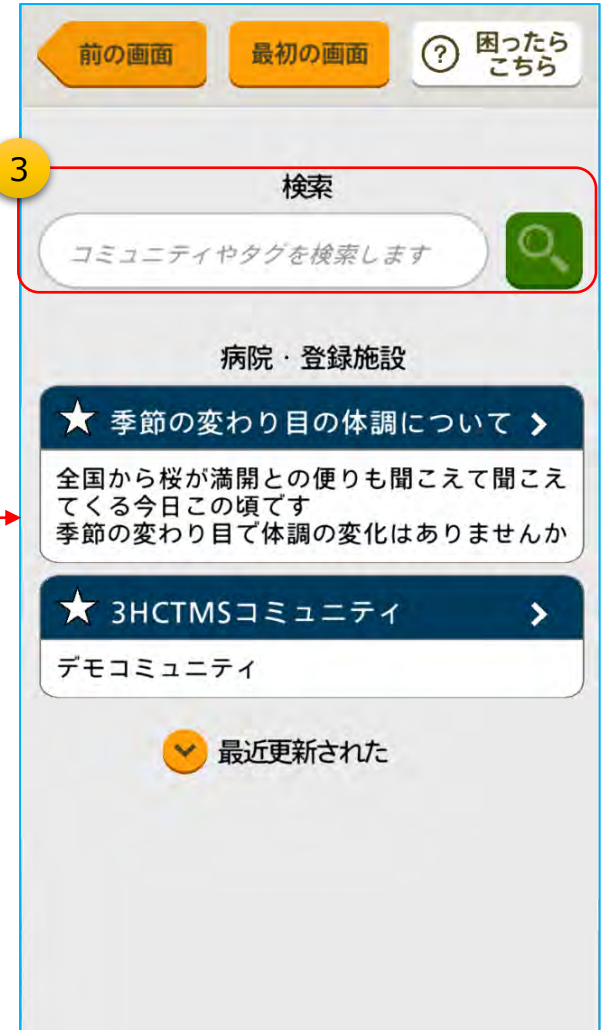 前の画面
最初の画面
? 困ったら
こちら
3
検索
コミュニティやタグを検索します
病院・登録施設
季節の変わり目の体調について
全国から桜が満開との便りも聞こえて聞こえ
てくる今日この頃です
季節の変わり目で体調の変化はありませんか
3HCTMSコミュニティ
デモコミュニティ
最近更新された